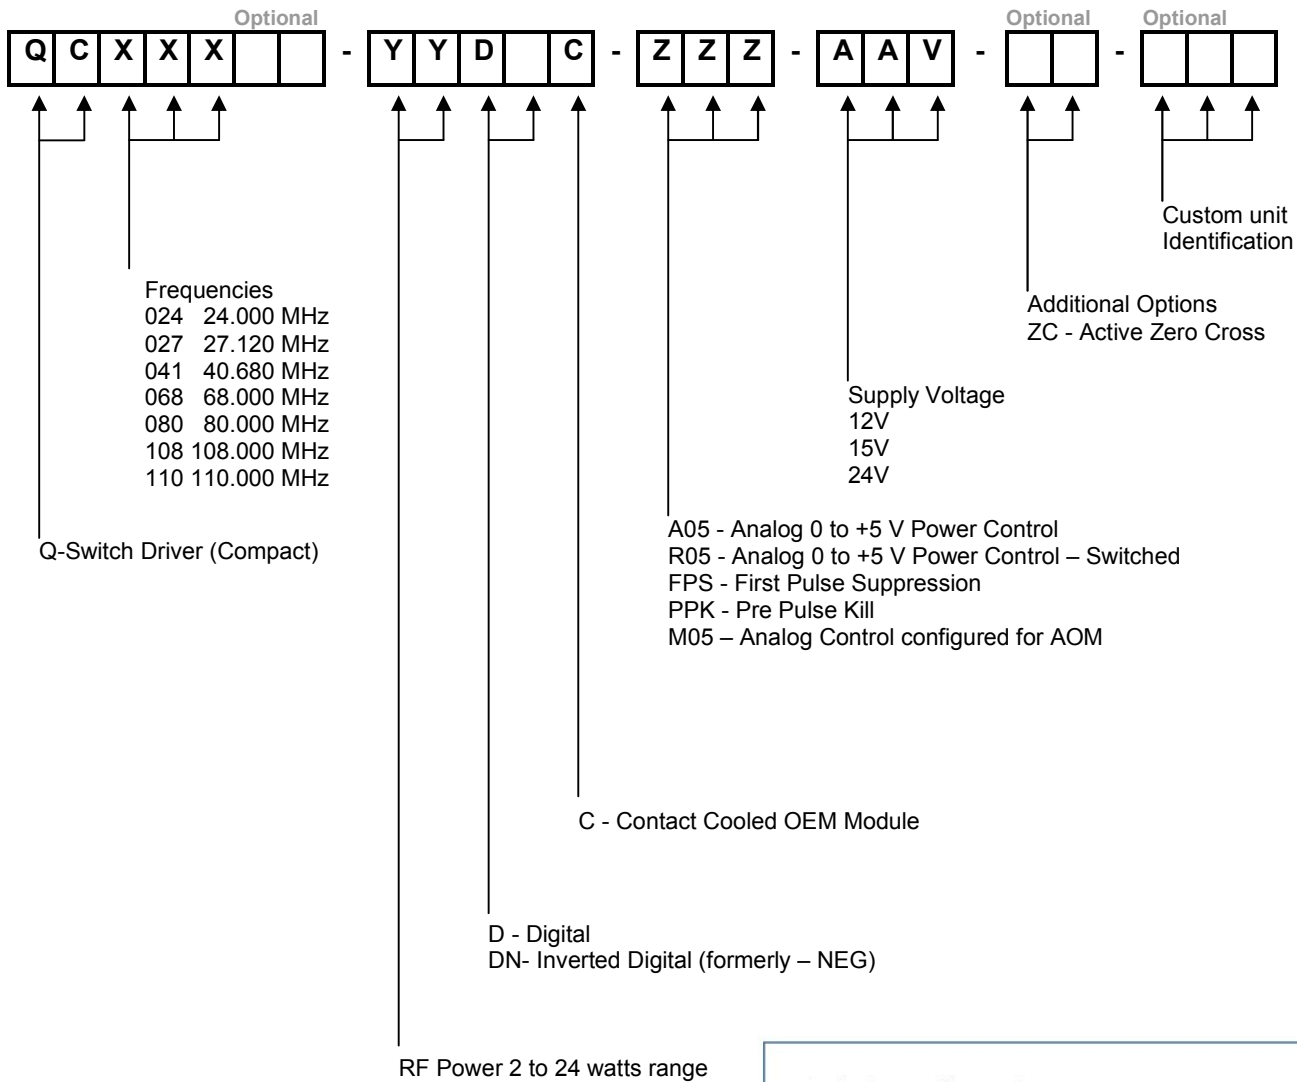 Optional Optional Optional
Q C X X X - Y Y D C - Z Z Z - A A V - -
Custom unit
Identification
Frequencies
024 24.000 MHz
027 27.120 MHz
041 40.680 MHz
068 68.000 MHz
080 80.000 MHz
108 108.000 MHz
110 110.000 MHz
Additional Options
ZC - Active Zero Cross
Supply Voltage
12V
15V
24V
Q-Switch Driver (Compact)
A05 - Analog 0 to +5 V Power Control
R05 - Analog 0 to +5 V Power Control – Switched
FPS - First Pulse Suppression
PPK - Pre Pulse Kill
M05 – Analog Control configured for AOM
C - Contact Cooled OEM Module
D - Digital
DN- Inverted Digital (formerly – NEG)
RF Power 2 to 24 watts range